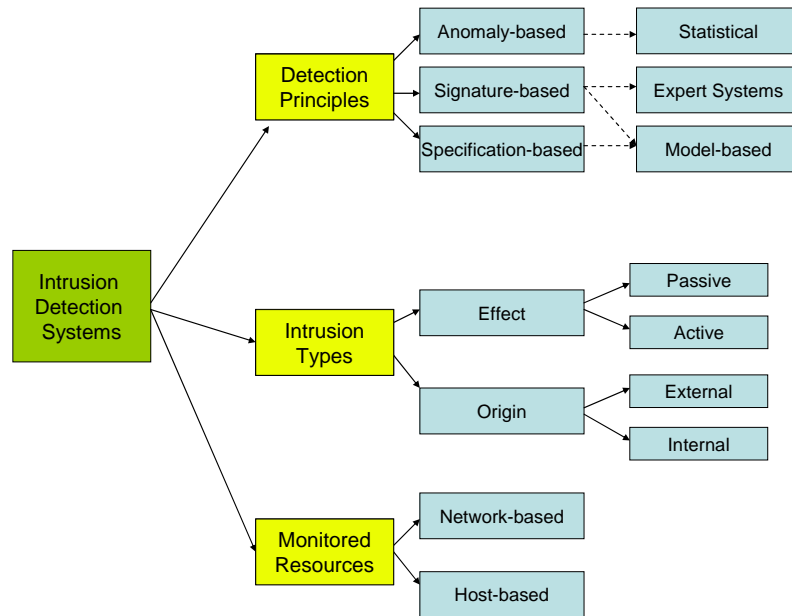 Anomaly-based
Statistical
Detection
Principles
Signature-based
Expert Systems
Specification-based
Model-based
Intrusion
Detection
Systems
Intrusion
Types
Effect
Passive
Active
Origin
External
Internal
Monitored
Resources
Network-based
Host-based